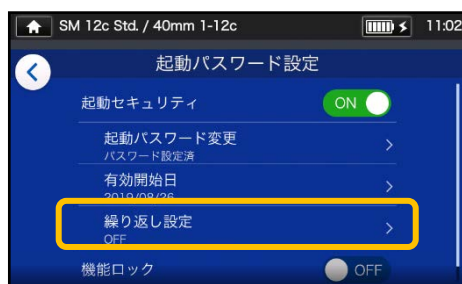 SM 12c Std. / 40mm 1-12c
11:02
起動パスワード設定
起動セキュリティ
ON
起動パスワード変更
パスワード設定済
有効開始日
2019/08/26
繰り返し設定
OFF
機能ロック
OFF